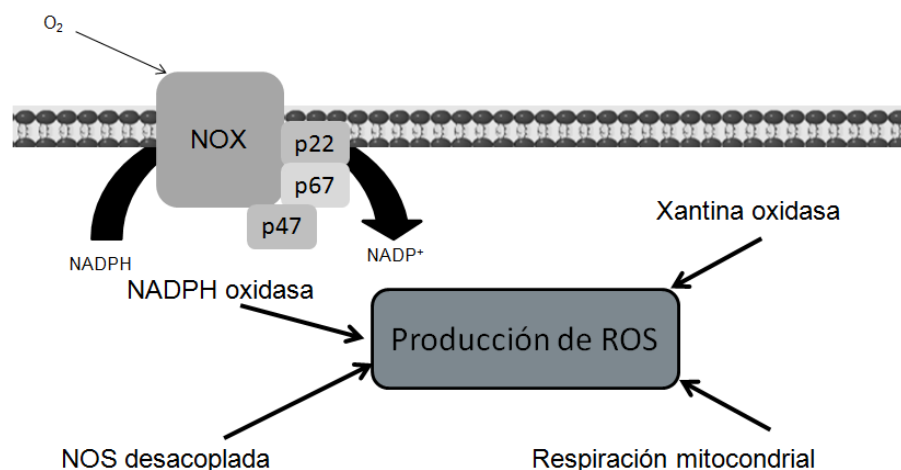 O₂
NOX
p22
p67
p47
NADPH
NADP⁺
Xantina oxidasa
NADPH oxidasa
Producción de ROS
NOS desacoplada
Respiración mitocondrial